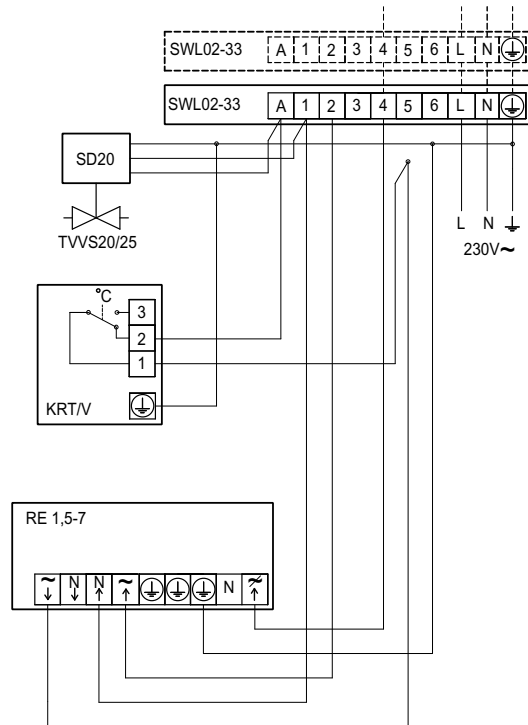 SWL02-33 A 1 2 3 4 5 6 L N
SWL02-33 A 1 2 3 4 5 6 L N
SD20
TVVS20/25
L N
230V~
°C
3
2
1
KRT/V
RE 1,5-7
~ N N ~ N ~